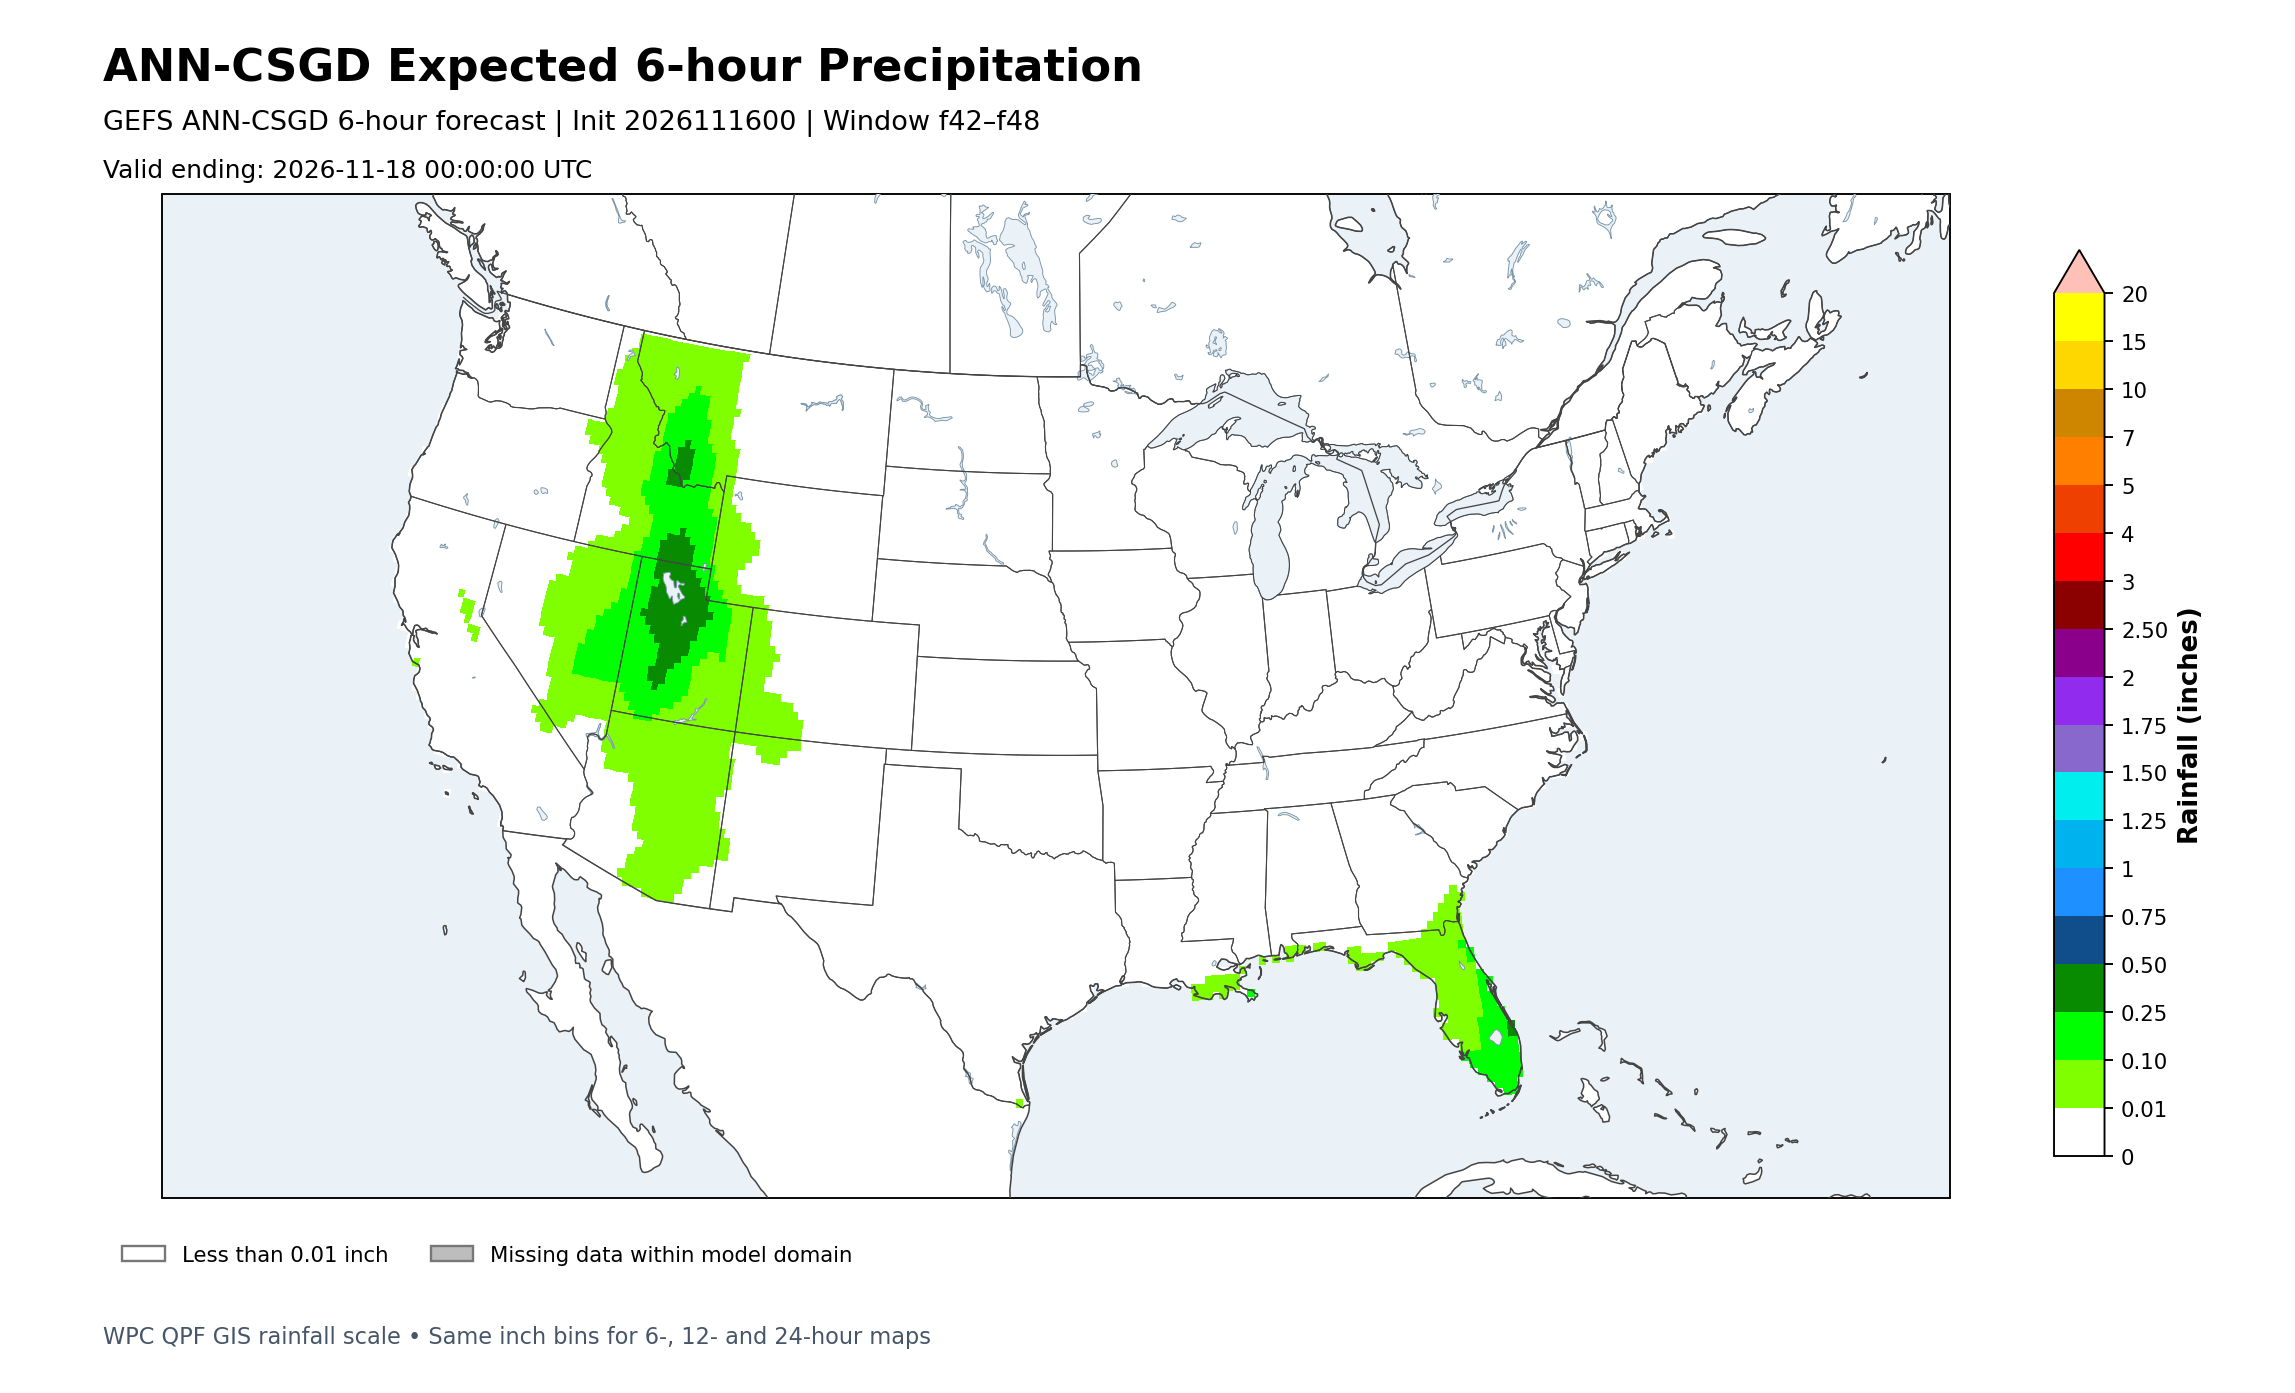 ANN-CSGD Expected 6-hour Precipitation
GEFS ANN-CSGD 6-hour forecast | Init 2026111600 | Window f42–f48
Valid ending: 2026-11-18 00:00:00 UTC
20
15
10
7
5
4
3
2.50
2
1.75
1.50
1.25
1
0.75
0.50
0.25
0.10
0.01
0
Rainfall (inches)
Less than 0.01 inch
Missing data within model domain
WPC QPF GIS rainfall scale • Same inch bins for 6-, 12- and 24-hour maps